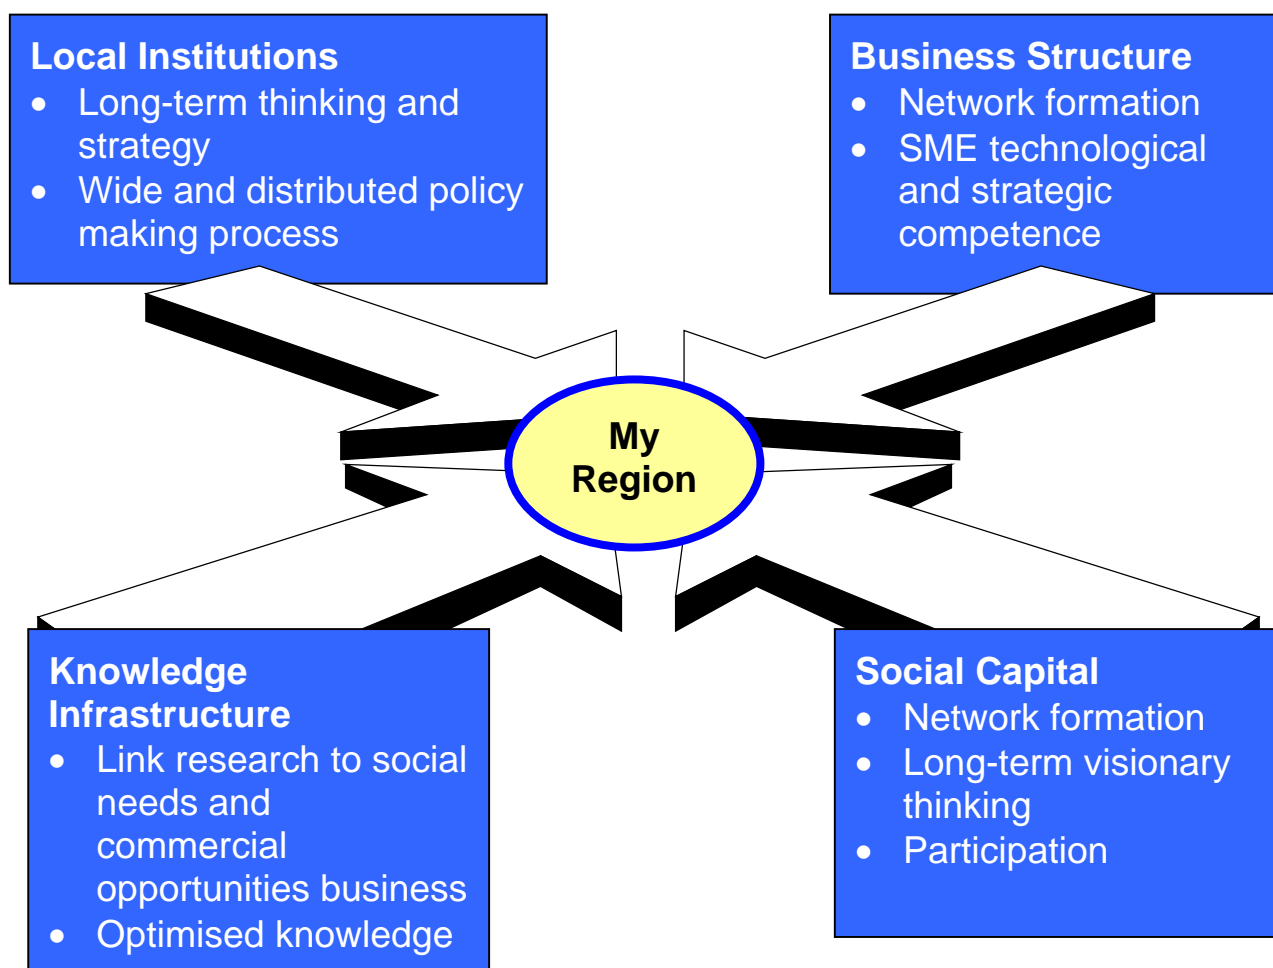 Local Institutions
• Long-term thinking and
strategy
• Wide and distributed policy
making process
Business Structure
• Network formation
• SME technological
and strategic
competence
My
Region
Knowledge
Infrastructure
• Link research to social
needs and
commercial
opportunities business
• Optimised knowledge
Social Capital
• Network formation
• Long-term visionary
thinking
• Participation